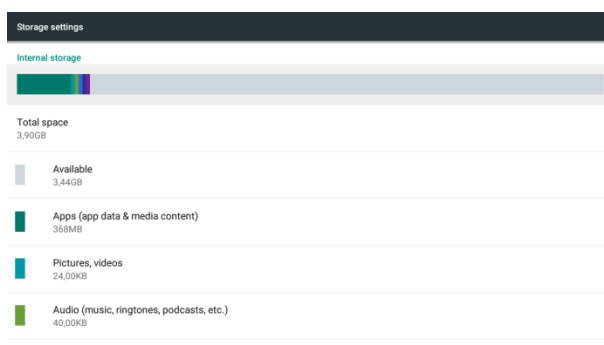 Storage settings
Internal storage
Total space
3,90GB
Available
3,44GB
Apps (app data & media content)
368MB
Pictures, videos
24,00KB
Audio (music, ringtones, podcasts, etc.)
40,00KB